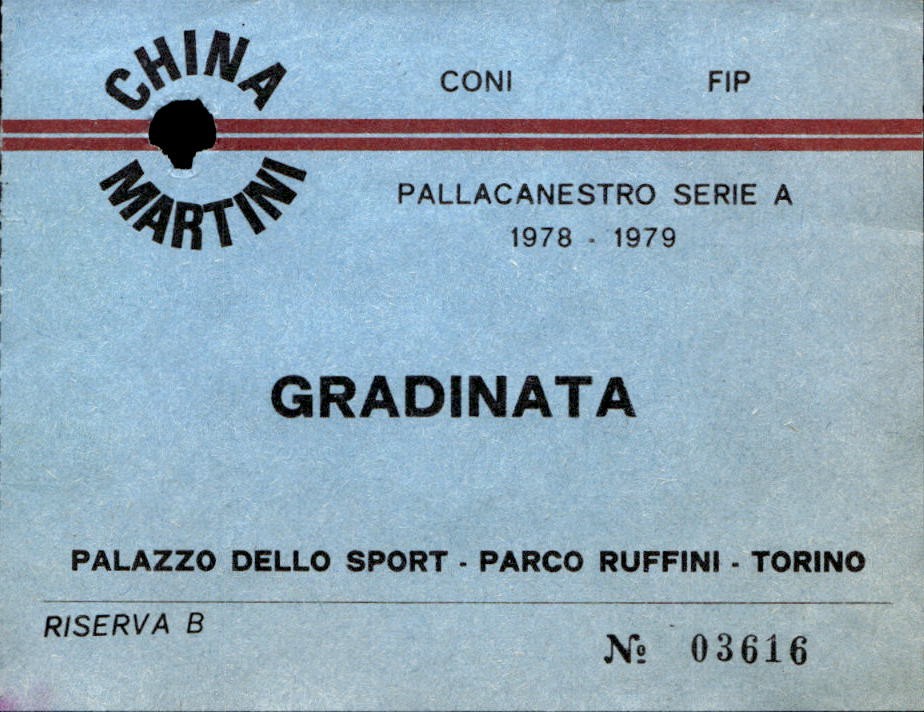 CHINA
MARTINI
CONI FIP
PALLACANESTRO SERIE A
1978 - 1979
GRADINATA
PALAZZO DELLO SPORT - PARCO RUFFINI - TORINO
RISERVA B
№ 03616